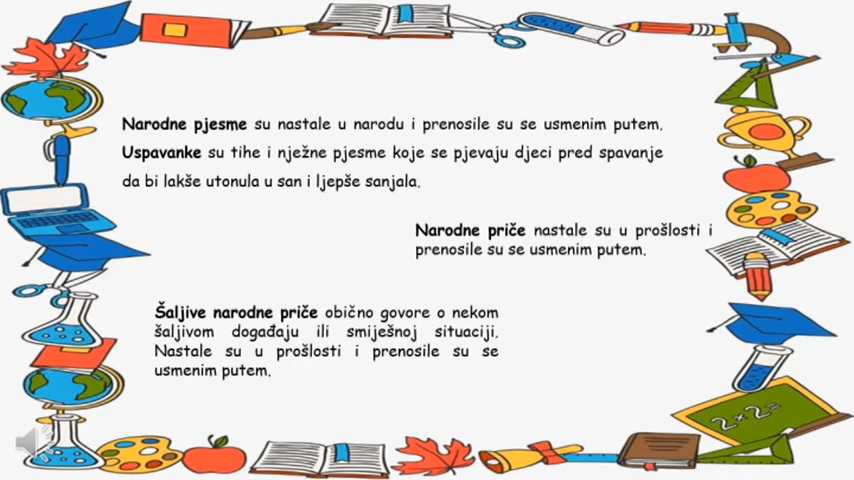 Narodne pjesme su nastale u narodu i prenosile su se usmenim putem.
Uspavanke su tihe i nježne pjesme koje se pjevaju djeci pred spavanje
da bi lakše utonula u san i ljepše sanjala.
Narodne priče nastale su u prošlosti i
prenosile su se usmenim putem.
Šaljive narodne priče obično govore o nekom
šaljivom događaju ili smiješnoj situaciji.
Nastale su u prošlosti i prenosile su se
usmenim putem.
2×2=